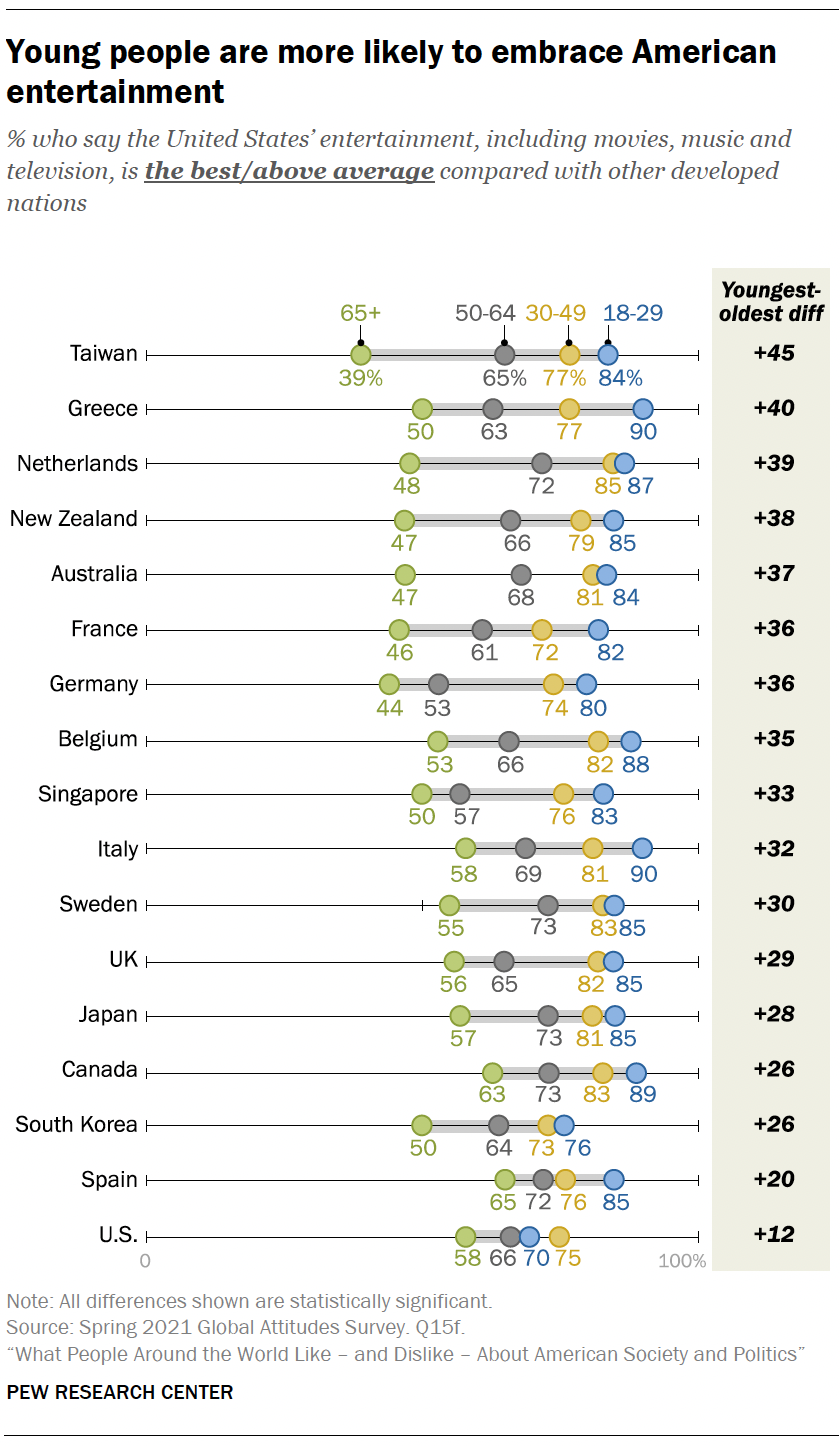 Young people are more likely to embrace American
entertainment
% who say the United States’ entertainment, including movies, music and
television, is the best/above average compared with other developed
nations
Youngest-
oldest diff
65+ 50-64 30-49 18-29
Taiwan +45
39% 65% 77% 84%
Greece +40
50 63 77 90
Netherlands +39
48 72 85 87
New Zealand +38
47 66 79 85
Australia +37
47 68 81 84
France +36
46 61 72 82
Germany +36
44 53 74 80
Belgium +35
53 66 82 88
Singapore +33
50 57 76 83
Italy +32
58 69 81 90
Sweden +30
55 73 83 85
UK +29
56 65 82 85
Japan +28
57 73 81 85
Canada +26
63 73 83 89
South Korea +26
50 64 73 76
Spain +20
65 72 76 85
U.S. +12
0 58 66 70 75 100%
Note: All differences shown are statistically significant.
Source: Spring 2021 Global Attitudes Survey. Q15f.
“What People Around the World Like – and Dislike – About American Society and Politics”
PEW RESEARCH CENTER